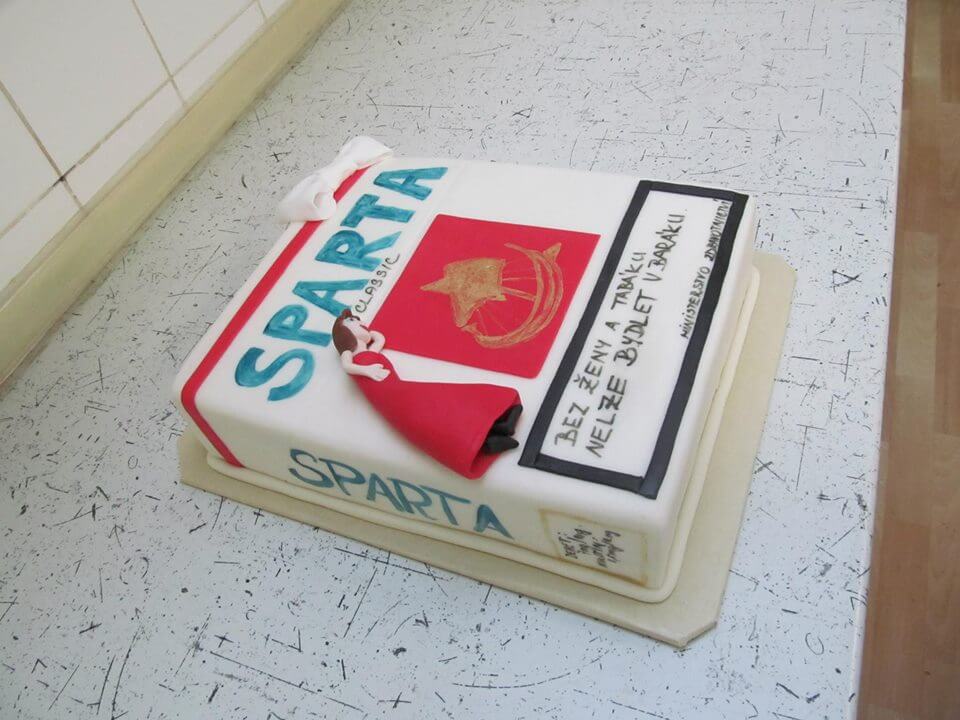 SPARTA
CLASSIC
BEZ ŽENY A TABÁKU
NELZE BYDLET V BARÁKU.
MINISTERSTVO ZDRAVOTNICTVÍ
SPARTA